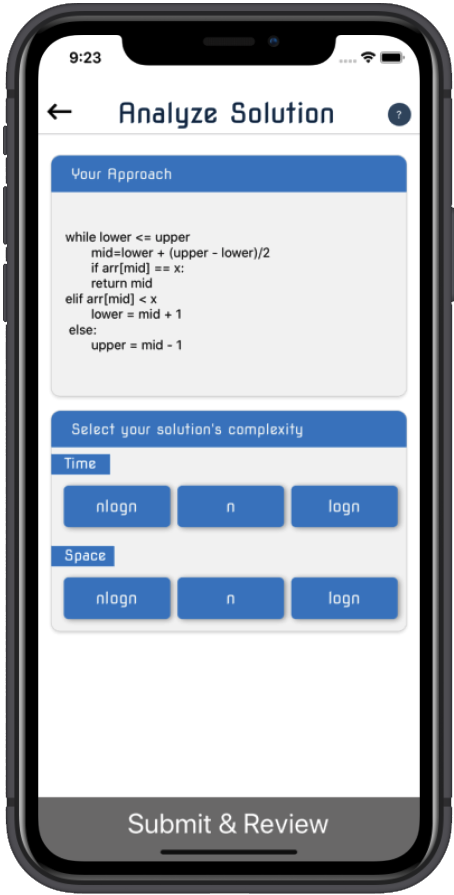 9:23
Analyze Solution
?
Your Approach
while lower <= upper
mid=lower + (upper - lower)/2
if arr[mid] == x:
return mid
elif arr[mid] < x
lower = mid + 1
else:
upper = mid - 1
Select your solution's complexity
Time
nlogn n logn
Space
nlogn n logn
Submit & Review